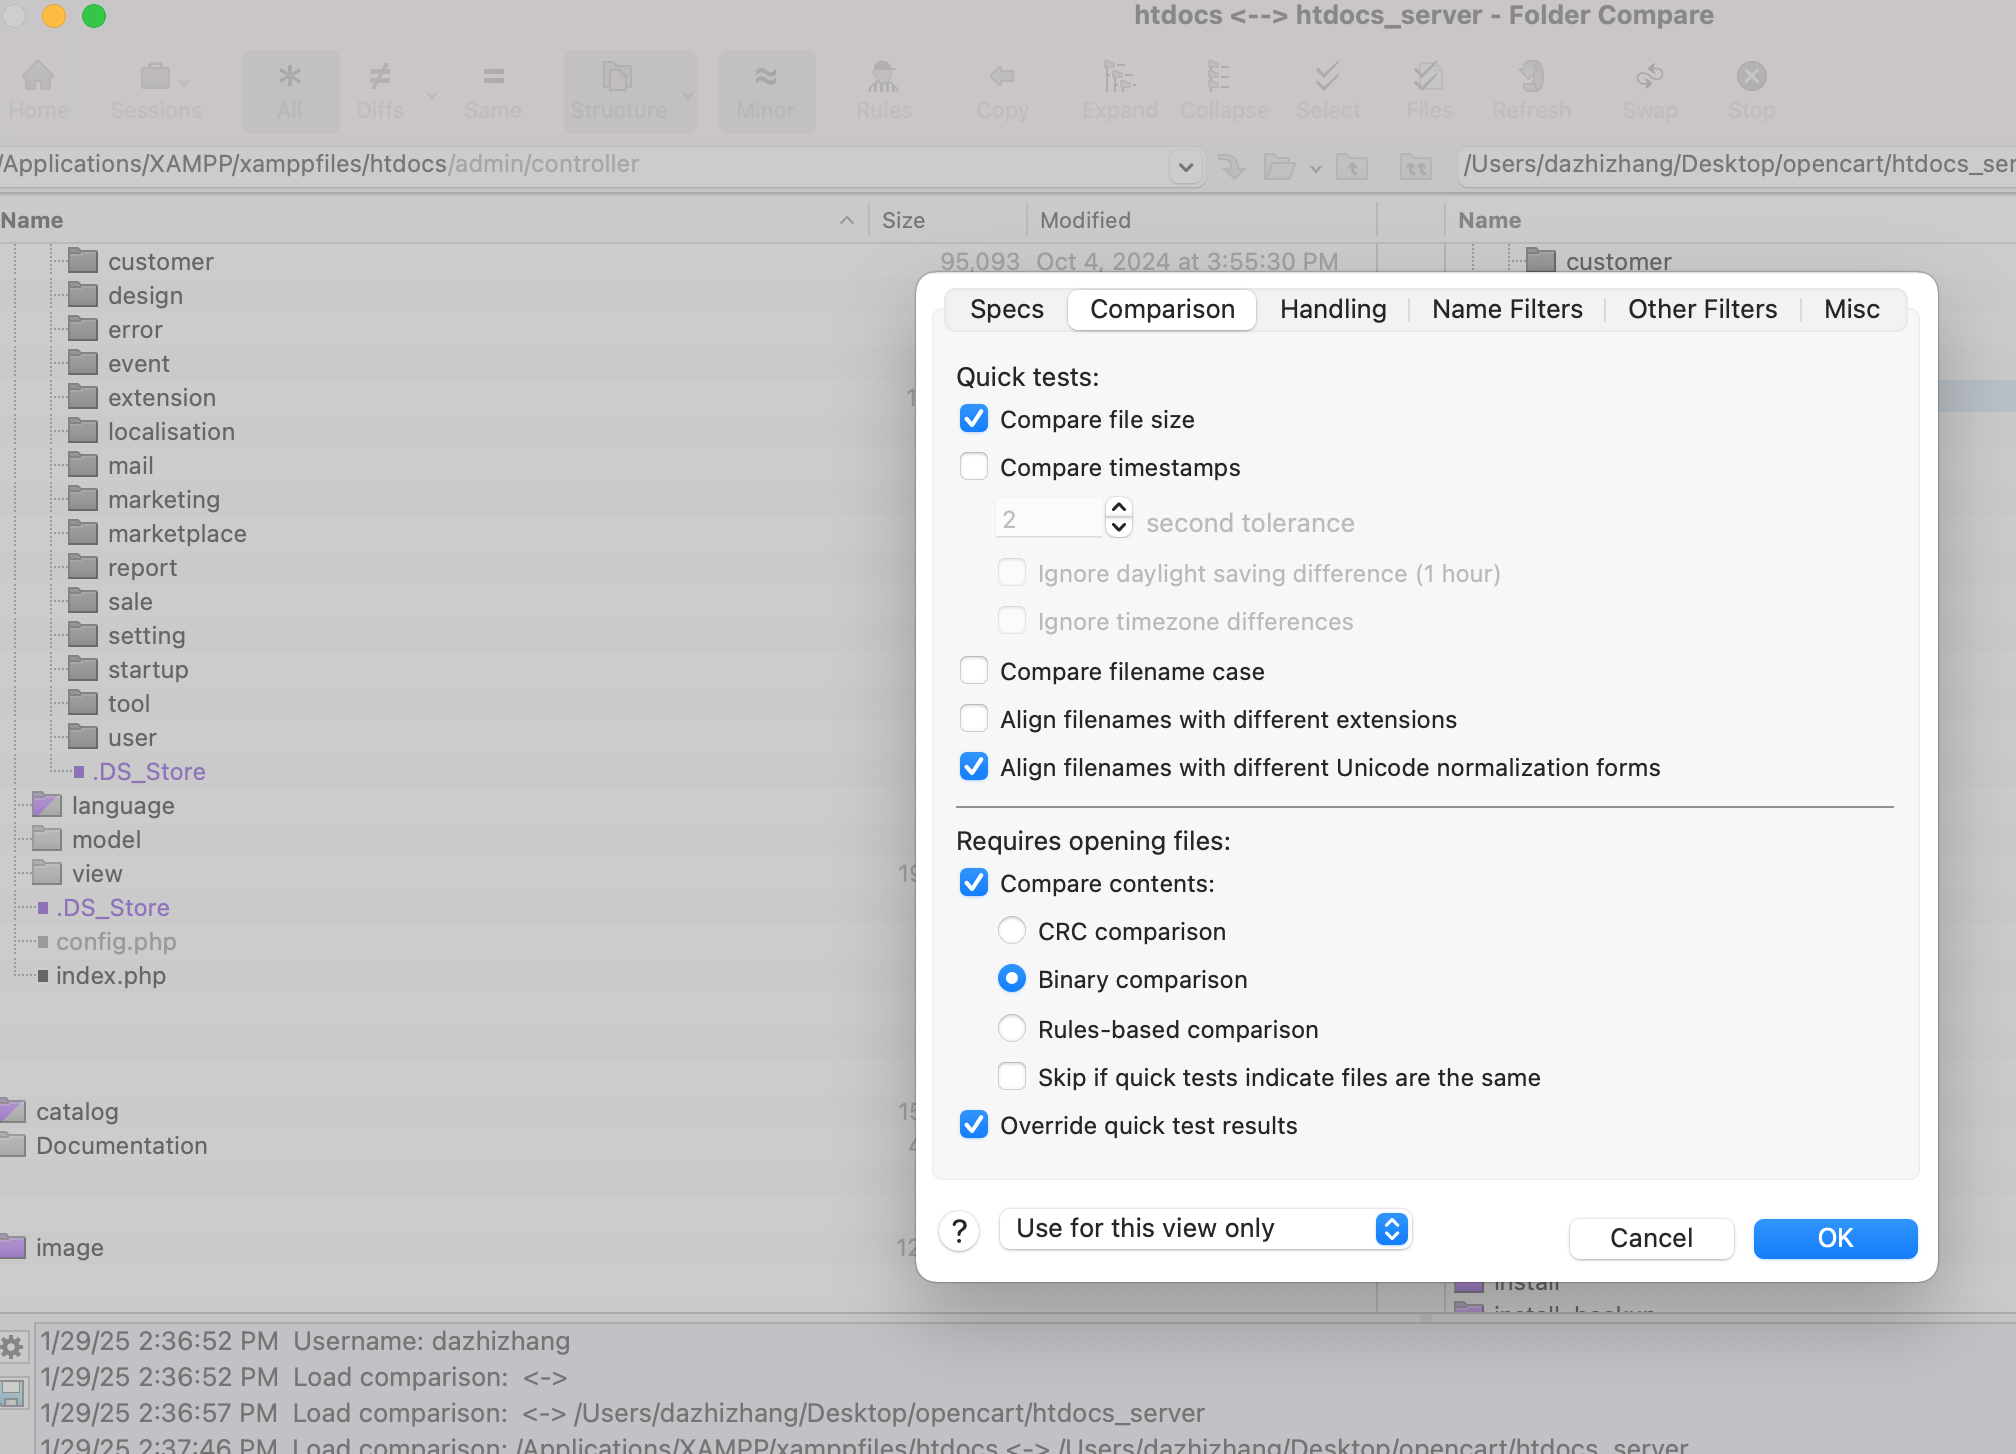 htdocs <--> htdocs_server - Folder Compare
Home Sessions All Diffs Same Structure Minor Rules Copy Expand Collapse Select Files Refresh Swap Stop
/Applications/XAMPP/xamppfiles/htdocs/admin/controller
/Users/dazhizhang/Desktop/opencart/htdocs_ser
Name Size Modified Name
customer 95,093 Oct 4, 2024 at 3:55:30 PM customer
design
error
event
extension 1
localisation
mail
marketing
marketplace
report
sale
setting
startup
tool
user
.DS_Store
language
model
view 19
.DS_Store
config.php
index.php
catalog 15
Documentation 4
image 12
Specs Comparison Handling Name Filters Other Filters Misc
Quick tests:
Compare file size
Compare timestamps
2 second tolerance
Ignore daylight saving difference (1 hour)
Ignore timezone differences
Compare filename case
Align filenames with different extensions
Align filenames with different Unicode normalization forms
Requires opening files:
Compare contents:
CRC comparison
Binary comparison
Rules-based comparison
Skip if quick tests indicate files are the same
Override quick test results
? Use for this view only Cancel OK
install
install_backup
1/29/25 2:36:52 PM Username: dazhizhang
1/29/25 2:36:52 PM Load comparison: <->
1/29/25 2:36:57 PM Load comparison: <-> /Users/dazhizhang/Desktop/opencart/htdocs_server
1/29/25 2:37:46 PM Load comparison: /Applications/XAMPP/xamppfiles/htdocs <-> /Users/dazhizhang/Desktop/opencart/htdocs_server